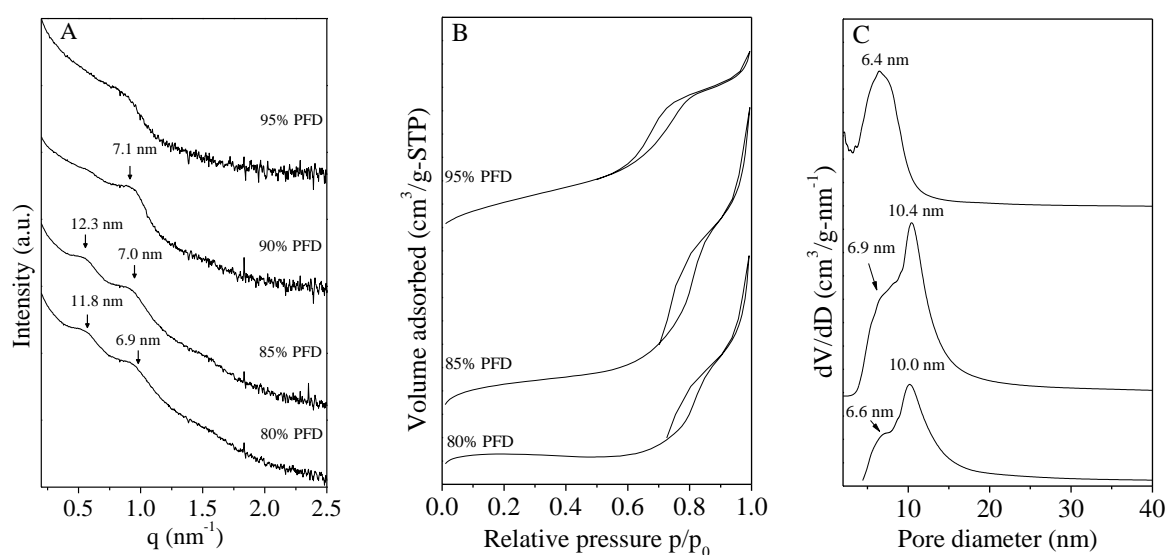 A
95% PFD
7.1 nm
90% PFD
12.3 nm
7.0 nm
11.8 nm
6.9 nm
85% PFD
80% PFD
Intensity (a.u.)
0.5 1.0 1.5 2.0 2.5
q (nm⁻¹)
B
95% PFD
85% PFD
80% PFD
Volume adsorbed (cm³/g-STP)
0.0 0.2 0.4 0.6 0.8 1.0
Relative pressure p/p₀
C
6.4 nm
10.4 nm
6.9 nm
10.0 nm
6.6 nm
dV/dD (cm³/g-nm⁻¹)
10 20 30 40
Pore diameter (nm)